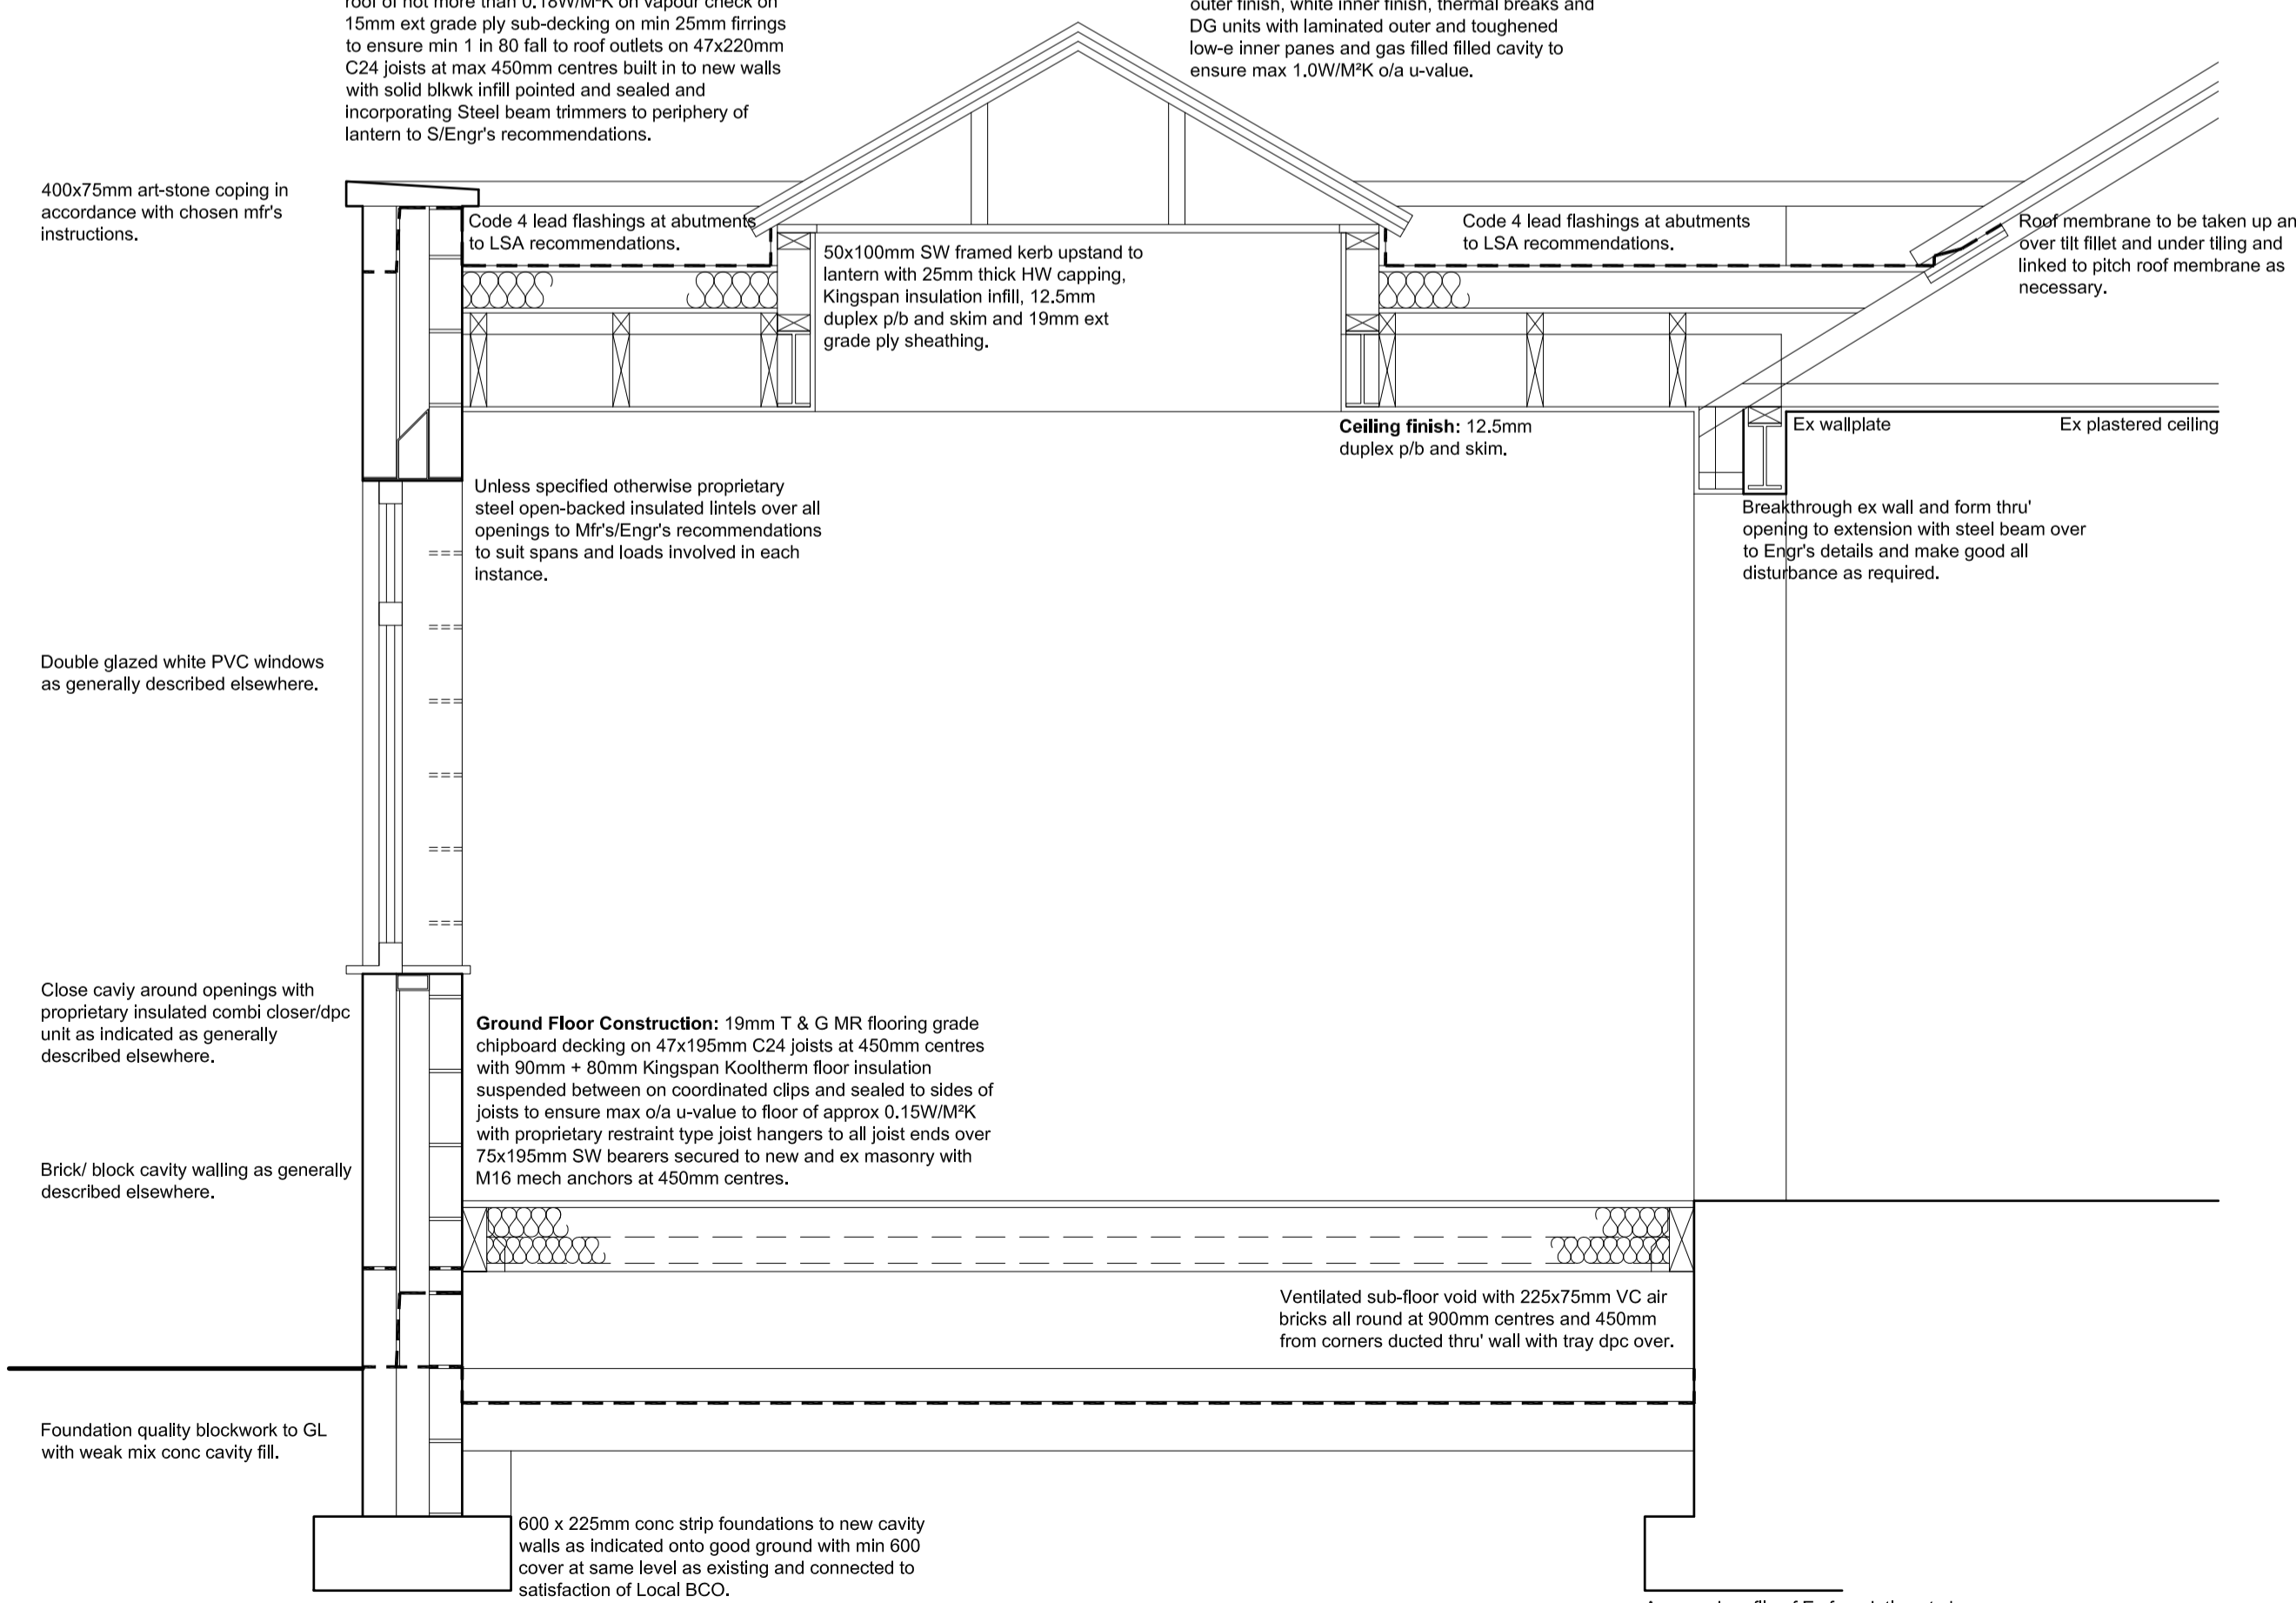 roof of not more than 0.18W/M²K on vapour check on
15mm ext grade ply sub-decking on min 25mm firrings
to ensure min 1 in 80 fall to roof outlets on 47x220mm
C24 joists at max 450mm centres built in to new walls
with solid blkwk infill pointed and sealed and
incorporating Steel beam trimmers to periphery of
lantern to S/Engr's recommendations.
outer finish, white inner finish, thermal breaks and
DG units with laminated outer and toughened
low-e inner panes and gas filled filled cavity to
ensure max 1.0W/M²K o/a u-value.
400x75mm art-stone coping in
accordance with chosen mfr's
instructions.
Code 4 lead flashings at abutments
to LSA recommendations.
50x100mm SW framed kerb upstand to
lantern with 25mm thick HW capping,
Kingspan insulation infill, 12.5mm
duplex p/b and skim and 19mm ext
grade ply sheathing.
Code 4 lead flashings at abutments
to LSA recommendations.
Roof membrane to be taken up an
over tilt fillet and under tiling and
linked to pitch roof membrane as
necessary.
Ceiling finish: 12.5mm
duplex p/b and skim.
Ex wallplate
Ex plastered ceiling
Unless specified otherwise proprietary
steel open-backed insulated lintels over all
openings to Mfr's/Engr's recommendations
to suit spans and loads involved in each
instance.
Breakthrough ex wall and form thru'
opening to extension with steel beam over
to Engr's details and make good all
disturbance as required.
Double glazed white PVC windows
as generally described elsewhere.
Close caviy around openings with
proprietary insulated combi closer/dpc
unit as indicated as generally
described elsewhere.
Ground Floor Construction: 19mm T & G MR flooring grade
chipboard decking on 47x195mm C24 joists at 450mm centres
with 90mm + 80mm Kingspan Kooltherm floor insulation
suspended between on coordinated clips and sealed to sides of
joists to ensure max o/a u-value to floor of approx 0.15W/M²K
with proprietary restraint type joist hangers to all joist ends over
75x195mm SW bearers secured to new and ex masonry with
M16 mech anchors at 450mm centres.
Brick/ block cavity walling as generally
described elsewhere.
Ventilated sub-floor void with 225x75mm VC air
bricks all round at 900mm centres and 450mm
from corners ducted thru' wall with tray dpc over.
Foundation quality blockwork to GL
with weak mix conc cavity fill.
600 x 225mm conc strip foundations to new cavity
walls as indicated onto good ground with min 600
cover at same level as existing and connected to
satisfaction of Local BCO.